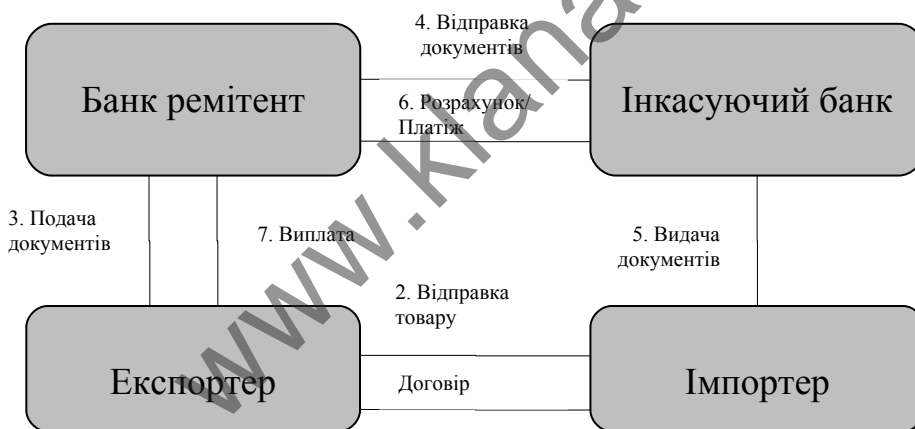 4. Відправка
документів
Банк ремітент
6. Розрахунок/
Платіж
Інкасуючий банк
3. Подача
документів
7. Виплата
5. Видача
документів
2. Відправка
товару
Експортер
Договір
Імпортер
www.klana